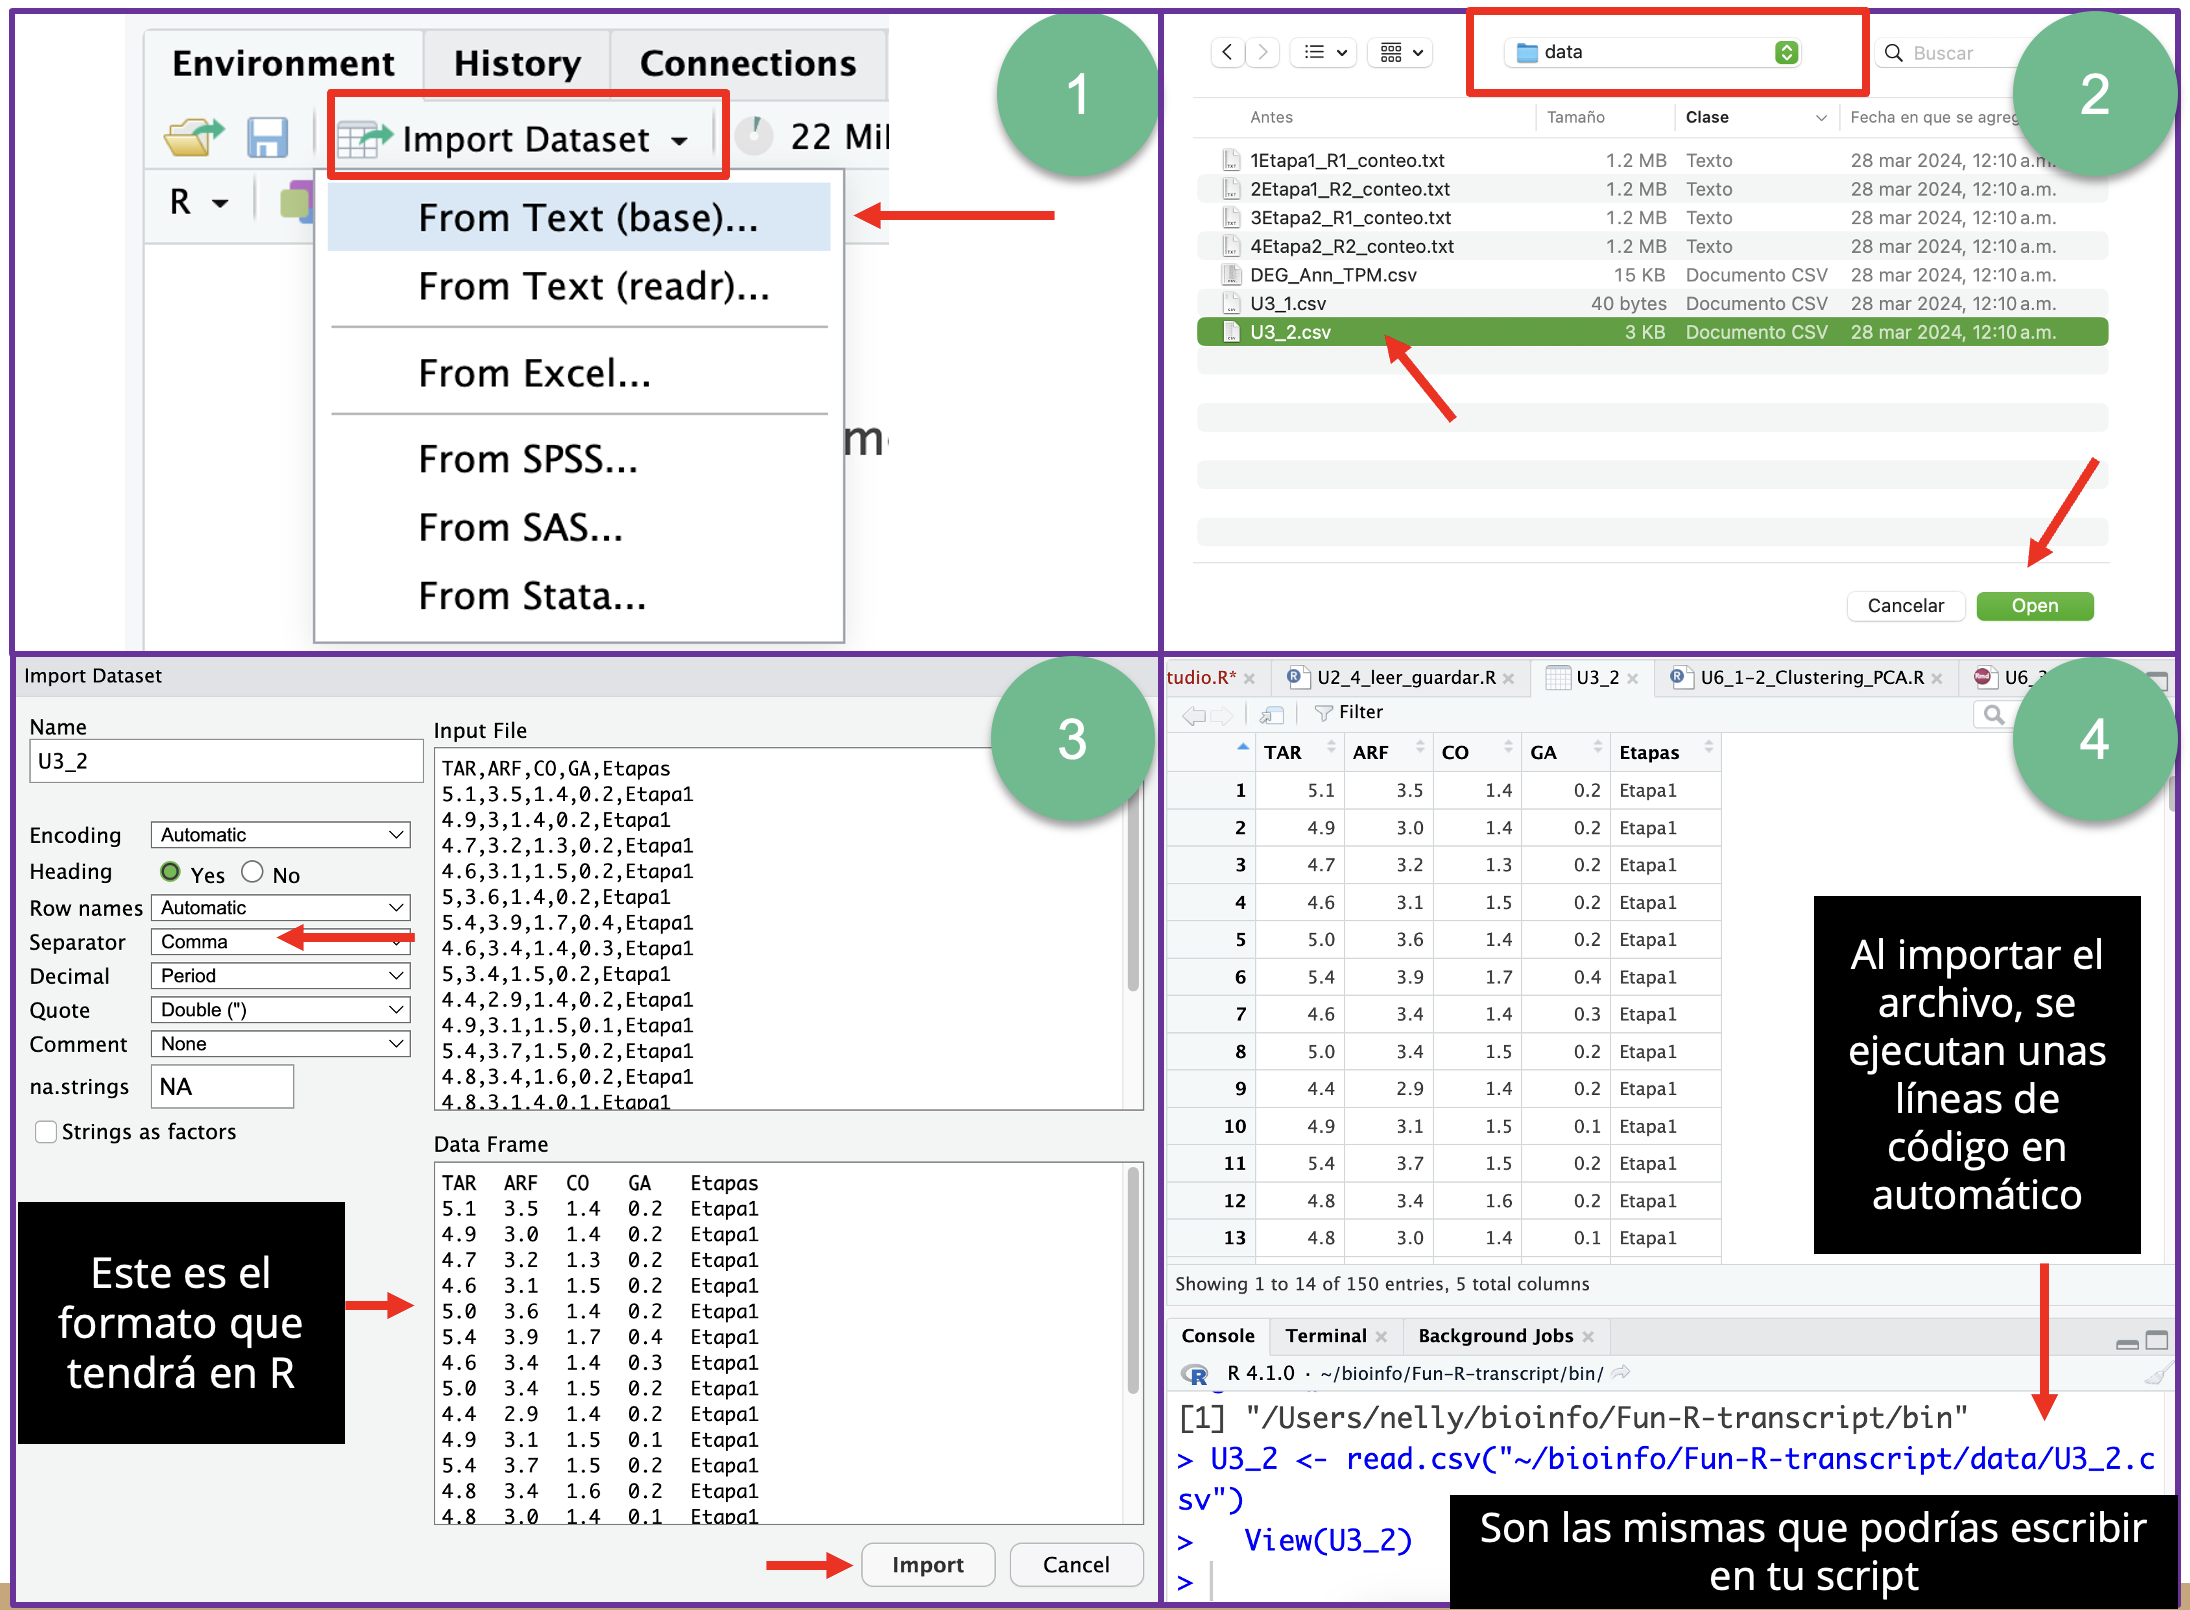 Environment
History
Connections
Import Dataset
22 Mi
R
From Text (base)...
From Text (readr)...
From Excel...
From SPSS...
From SAS...
From Stata...
1
data
Buscar
2
Antes Tamaño Clase Fecha en que se agreg
1Etapa1_R1_conteo.txt 1.2 MB Texto 28 mar 2024, 12:10 a.m.
2Etapa1_R2_conteo.txt 1.2 MB Texto 28 mar 2024, 12:10 a.m.
3Etapa2_R1_conteo.txt 1.2 MB Texto 28 mar 2024, 12:10 a.m.
4Etapa2_R2_conteo.txt 1.2 MB Texto 28 mar 2024, 12:10 a.m.
DEG_Ann_TPM.csv 15 KB Documento CSV 28 mar 2024, 12:10 a.m.
U3_1.csv 40 bytes Documento CSV 28 mar 2024, 12:10 a.m.
U3_2.csv 3 KB Documento CSV 28 mar 2024, 12:10 a.m.
Cancelar
Open
Import Dataset
3
Name
U3_2
Encoding Automatic
Heading Yes No
Row names Automatic
Separator Comma
Decimal Period
Quote Double (")
Comment None
na.strings NA
Strings as factors
Input File
TAR,ARF,CO,GA,Etapas
5.1,3.5,1.4,0.2,Etapa1
4.9,3,1.4,0.2,Etapa1
4.7,3.2,1.3,0.2,Etapa1
4.6,3.1,1.5,0.2,Etapa1
5,3.6,1.4,0.2,Etapa1
5.4,3.9,1.7,0.4,Etapa1
4.6,3.4,1.4,0.3,Etapa1
5,3.4,1.5,0.2,Etapa1
4.4,2.9,1.4,0.2,Etapa1
4.9,3.1,1.5,0.1,Etapa1
5.4,3.7,1.5,0.2,Etapa1
4.8,3.4,1.6,0.2,Etapa1
4.8,3,1.4,0.1,Etapa1
Data Frame
TAR ARF CO GA Etapas
5.1 3.5 1.4 0.2 Etapa1
4.9 3.0 1.4 0.2 Etapa1
4.7 3.2 1.3 0.2 Etapa1
4.6 3.1 1.5 0.2 Etapa1
5.0 3.6 1.4 0.2 Etapa1
5.4 3.9 1.7 0.4 Etapa1
4.6 3.4 1.4 0.3 Etapa1
5.0 3.4 1.5 0.2 Etapa1
4.4 2.9 1.4 0.2 Etapa1
4.9 3.1 1.5 0.1 Etapa1
5.4 3.7 1.5 0.2 Etapa1
4.8 3.4 1.6 0.2 Etapa1
4.8 3.0 1.4 0.1 Etapa1
Este es el
formato que
tendrá en R
Import
Cancel
tudio.R* U2_4_leer_guardar.R U3_2 U6_1-2_Clustering_PCA.R U6_3
4
Filter
TAR ARF CO GA Etapas
1 5.1 3.5 1.4 0.2 Etapa1
2 4.9 3.0 1.4 0.2 Etapa1
3 4.7 3.2 1.3 0.2 Etapa1
4 4.6 3.1 1.5 0.2 Etapa1
5 5.0 3.6 1.4 0.2 Etapa1
6 5.4 3.9 1.7 0.4 Etapa1
7 4.6 3.4 1.4 0.3 Etapa1
8 5.0 3.4 1.5 0.2 Etapa1
9 4.4 2.9 1.4 0.2 Etapa1
10 4.9 3.1 1.5 0.1 Etapa1
11 5.4 3.7 1.5 0.2 Etapa1
12 4.8 3.4 1.6 0.2 Etapa1
13 4.8 3.0 1.4 0.1 Etapa1
Showing 1 to 14 of 150 entries, 5 total columns
Al importar el
archivo, se
ejecutan unas
líneas de
código en
automático
Console Terminal Background Jobs
R 4.1.0 · ~/bioinfo/Fun-R-transcript/bin/
[1] "/Users/nelly/bioinfo/Fun-R-transcript/bin"
> U3_2 <- read.csv("~/bioinfo/Fun-R-transcript/data/U3_2.c
sv")
> View(U3_2)
>
Son las mismas que podrías escribir
en tu script